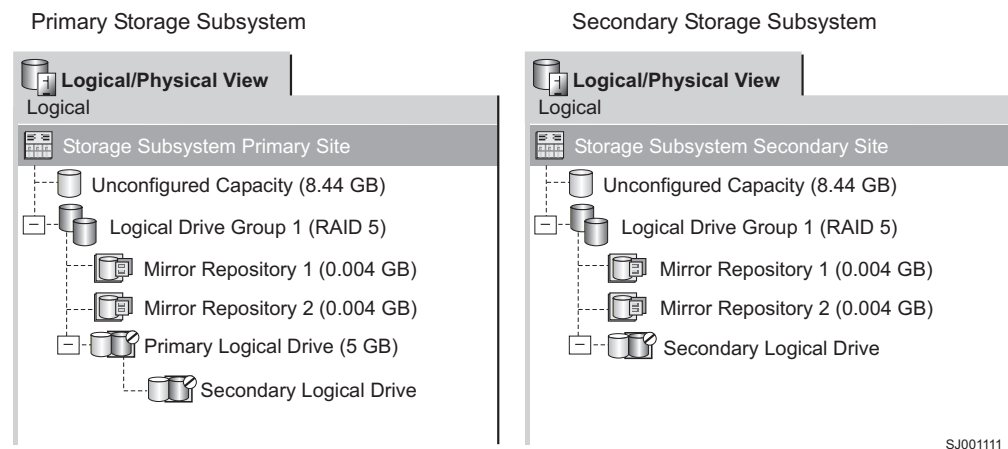 Primary Storage Subsystem
Logical/Physical View
Logical
Storage Subsystem Primary Site
Unconfigured Capacity (8.44 GB)
Logical Drive Group 1 (RAID 5)
Mirror Repository 1 (0.004 GB)
Mirror Repository 2 (0.004 GB)
Primary Logical Drive (5 GB)
Secondary Logical Drive
Secondary Storage Subsystem
Logical/Physical View
Logical
Storage Subsystem Secondary Site
Unconfigured Capacity (8.44 GB)
Logical Drive Group 1 (RAID 5)
Mirror Repository 1 (0.004 GB)
Mirror Repository 2 (0.004 GB)
Secondary Logical Drive
SJ001111